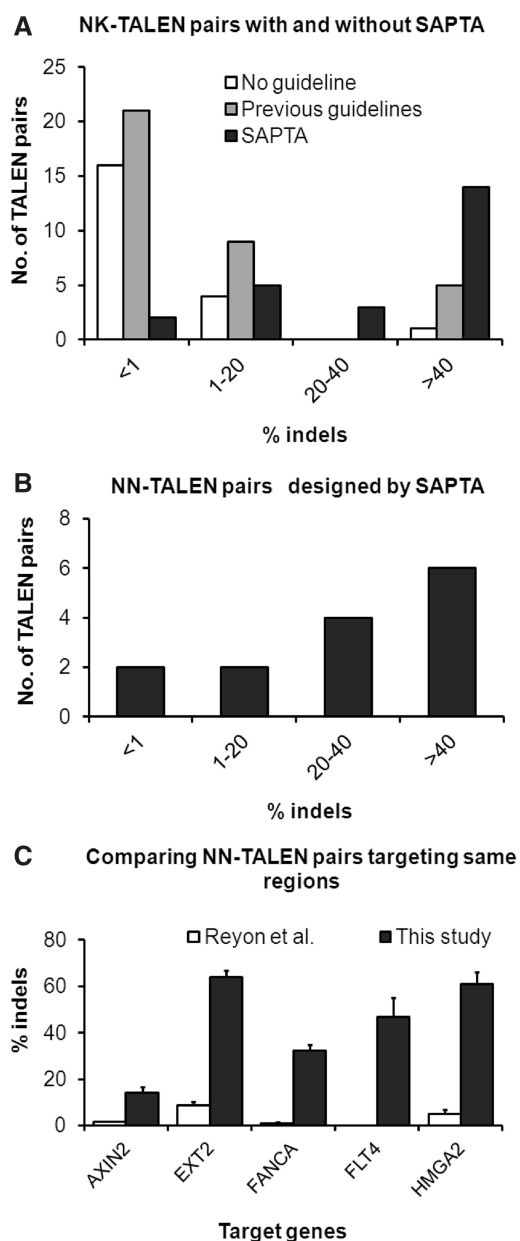 A NK-TALEN pairs with and without SAPTA
No. of TALEN pairs
25
20
15
10
5
0
No guideline
Previous guidelines
SAPTA
<1 1-20 20-40 >40
% indels
B NN-TALEN pairs designed by SAPTA
No. of TALEN pairs
8
6
4
2
0
<1 1-20 20-40 >40
% indels
C Comparing NN-TALEN pairs targeting same
regions
% indels
80
60
40
20
0
Reyon et al. This study
AXIN2 EXT2 FANCA FLT4 HMGA2
Target genes